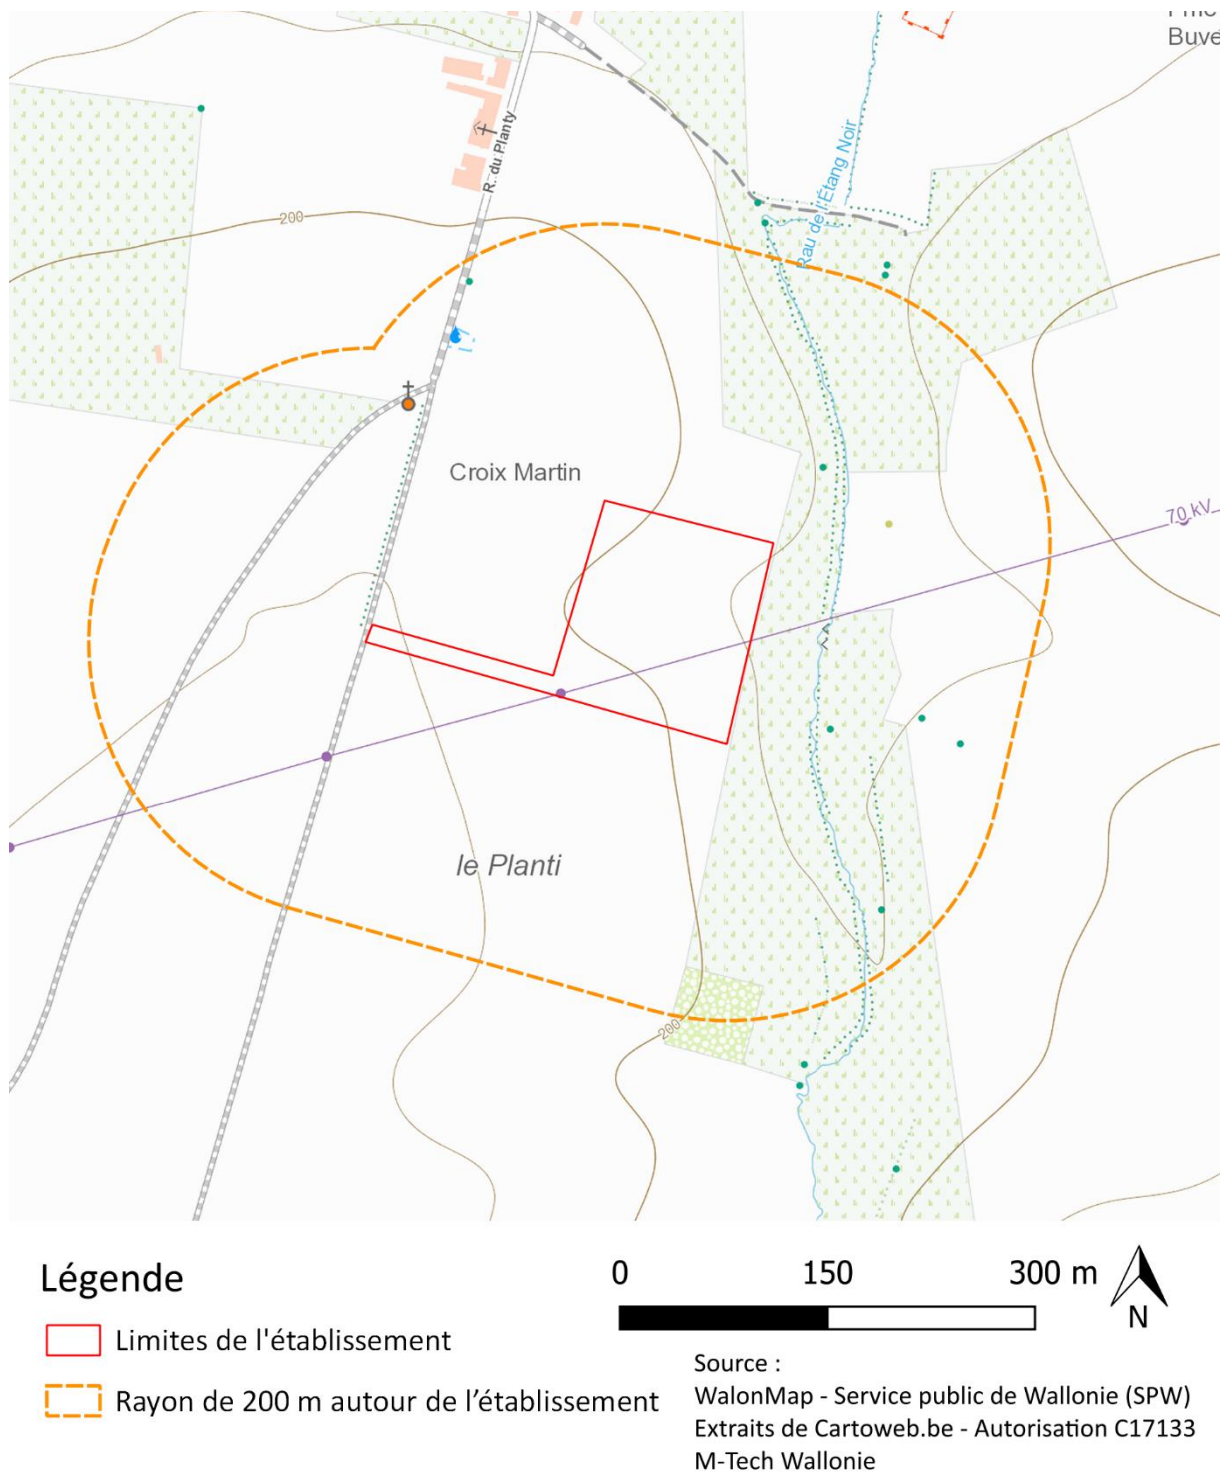 Buve
R. du Planty
Rau de l'Étang Noir
200
Croix Martin
70 kV
le Planti
200
Légende
Limites de l'établissement
Rayon de 200 m autour de l'établissement
0 150 300 m
N
Source :
WalonMap - Service public de Wallonie (SPW)
Extraits de Cartoweb.be - Autorisation C17133
M-Tech Wallonie